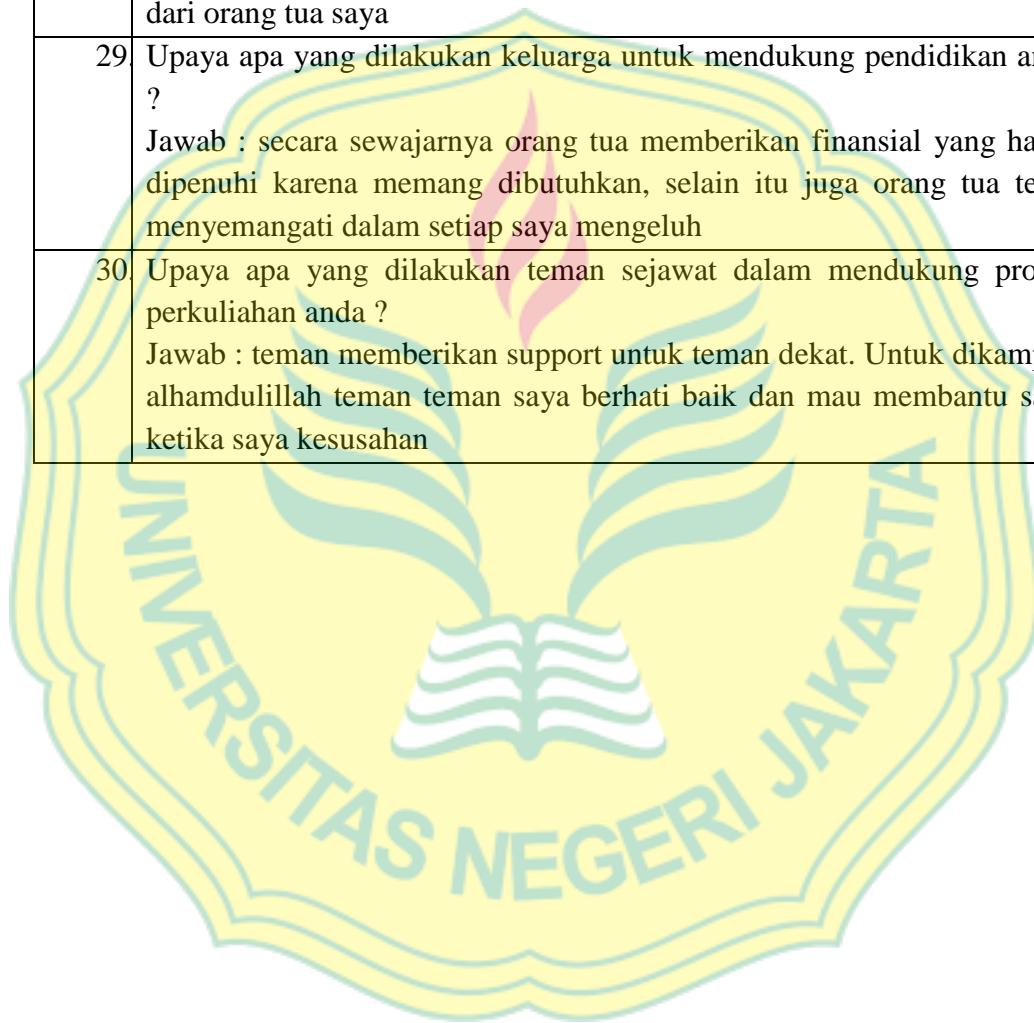 dari orang tua saya
29. Upaya apa yang dilakukan keluarga untuk mendukung pendidikan
?
Jawab : secara sewajarnya orang tua memberikan finansial yang
dipenuhi karena memang dibutuhkan, selain itu juga orang tua
menyemangati dalam setiap saya mengeluh
30. Upaya apa yang dilakukan teman sejawat dalam mendukung
perkuliahan anda ?
Jawab : teman memberikan support untuk teman dekat. Untuk
alhamdulillah teman teman saya berhati baik dan mau membantu
ketika saya kesusahan
UNIVERSITAS NEGERI JAKARTA